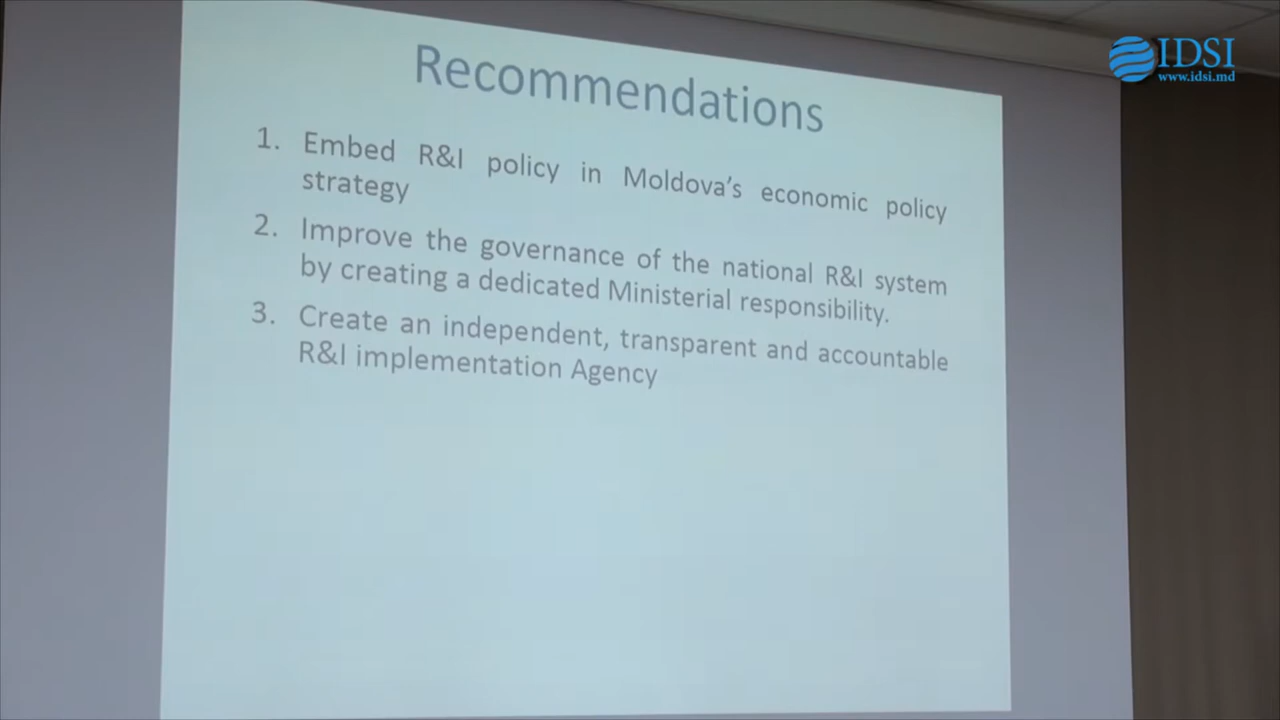 IDSI
www.idsi.md
Recommendations
1. Embed R&I policy in Moldova's economic policy
strategy
2. Improve the governance of the national R&I system
by creating a dedicated Ministerial responsibility.
3. Create an independent, transparent and accountable
R&I implementation Agency